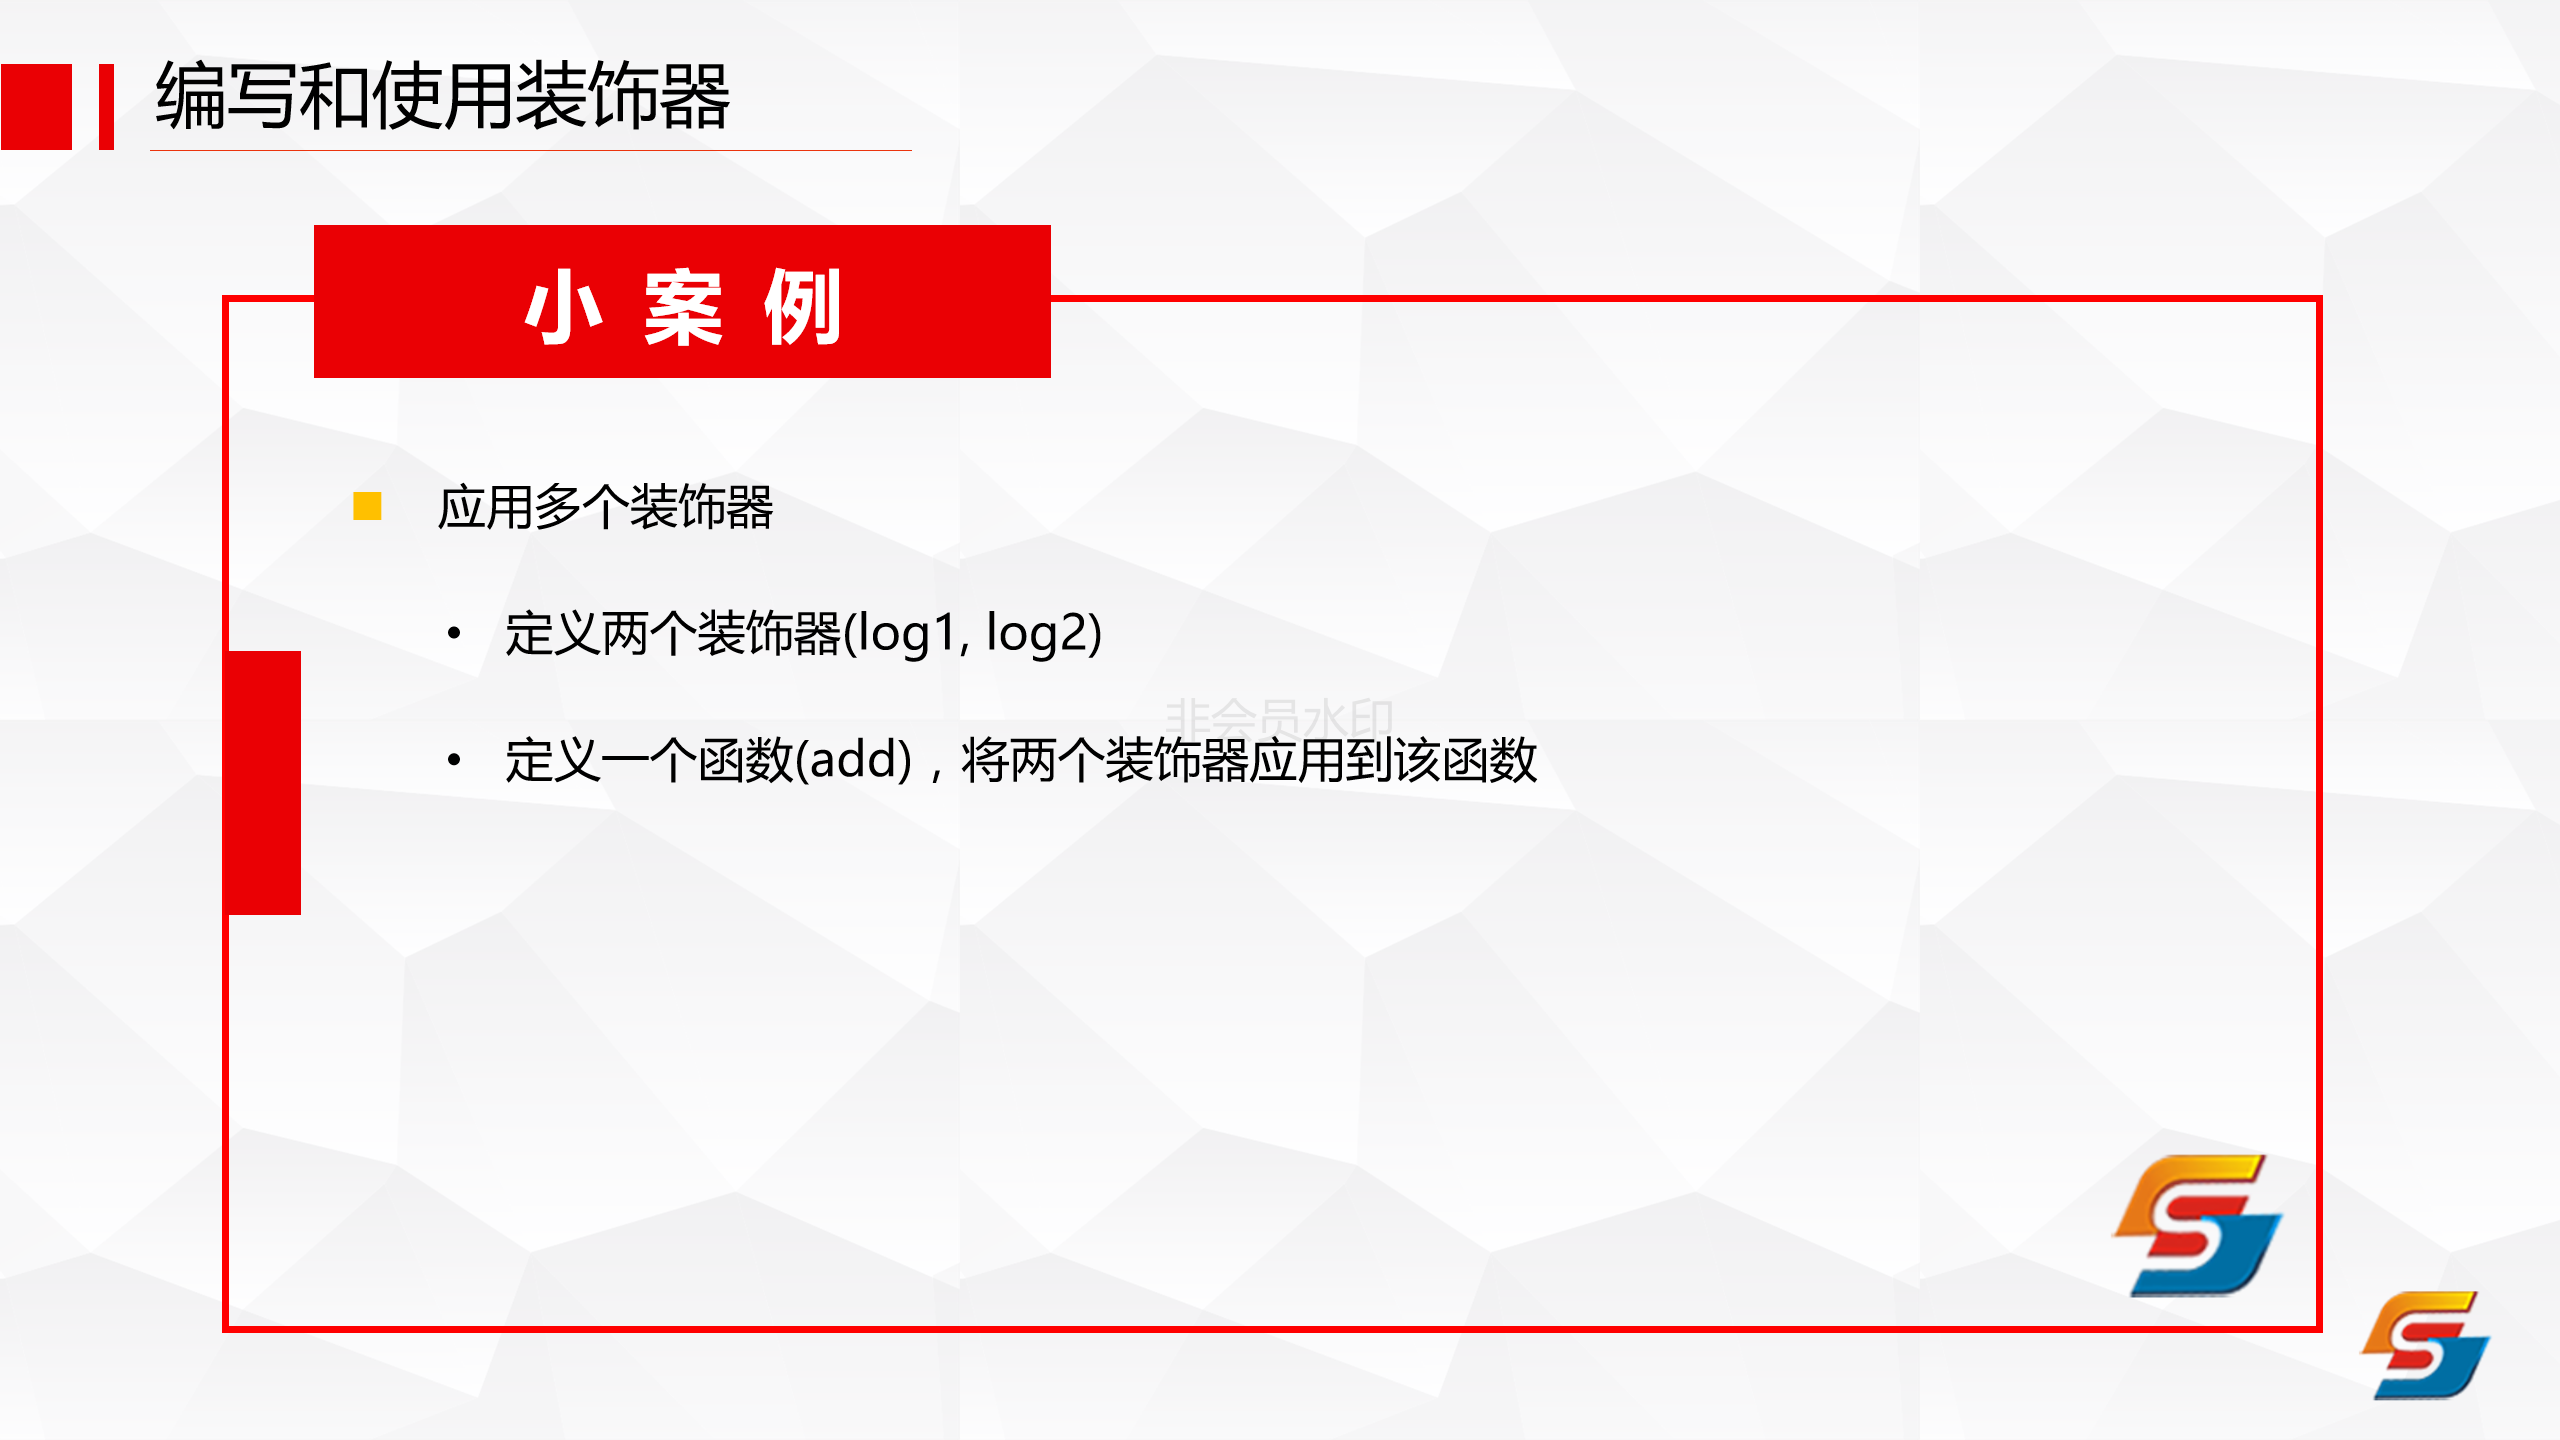 编写和使用装饰器
小 案 例
应用多个装饰器
定义两个装饰器(log1, log2)
非会员水印
定义一个函数(add)，将两个装饰器应用到该函数